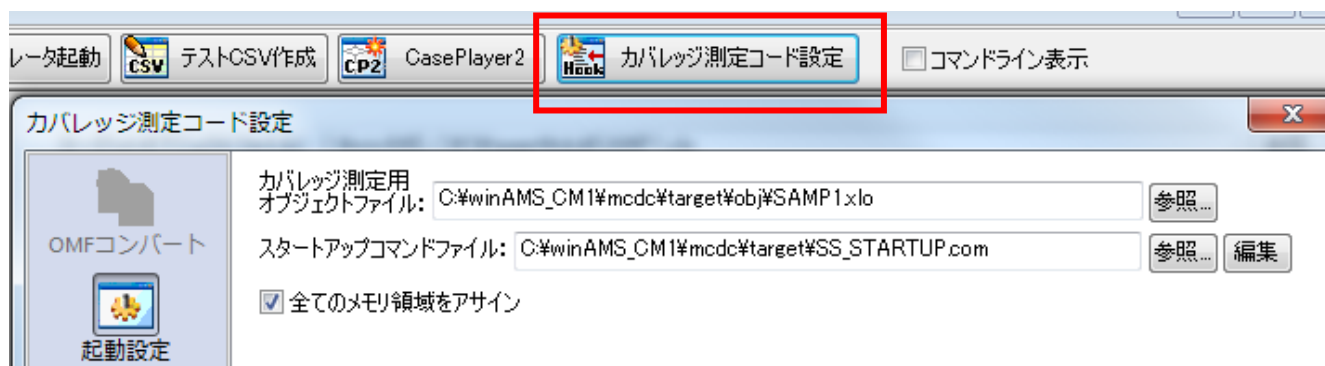 レータ起動 CSV テストCSV作成 CP2 CasePlayer2 Hook カバレッジ測定コード設定 コマンドライン表示
カバレッジ測定コード設定
カバレッジ測定用
オブジェクトファイル: C:¥winAMS_CM1¥mcdc¥target¥obj¥SAMP1.xlo 参照...
OMFコンバート
スタートアップコマンドファイル: C:¥winAMS_CM1¥mcdc¥target¥SS_STARTUP.com 参照... 編集
全てのメモリ領域をアサイン
起動設定